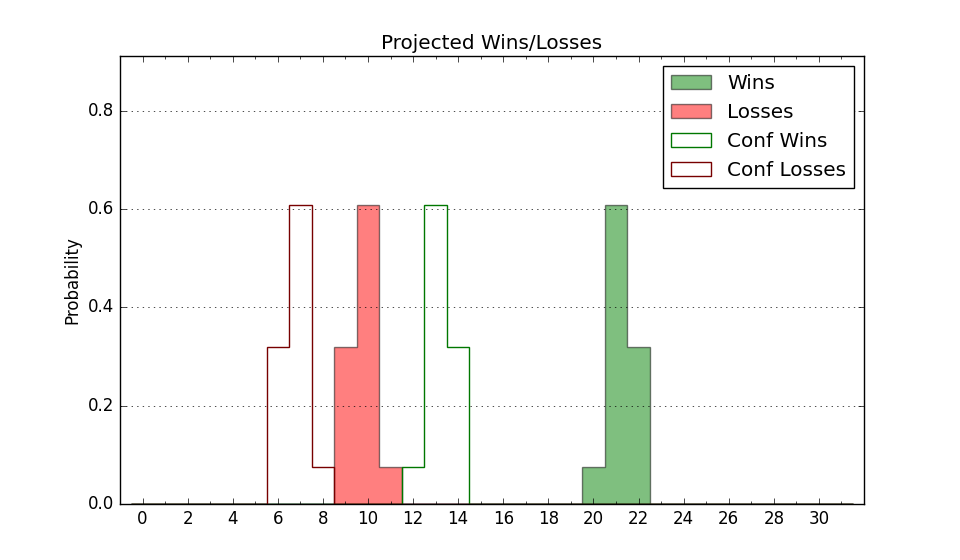 Projected Wins/Losses
Wins
Losses
Conf Wins
Conf Losses
Probability
0.8
0.6
0.4
0.2
0.0
0 2 4 6 8 10 12 14 16 18 20 22 24 26 28 30